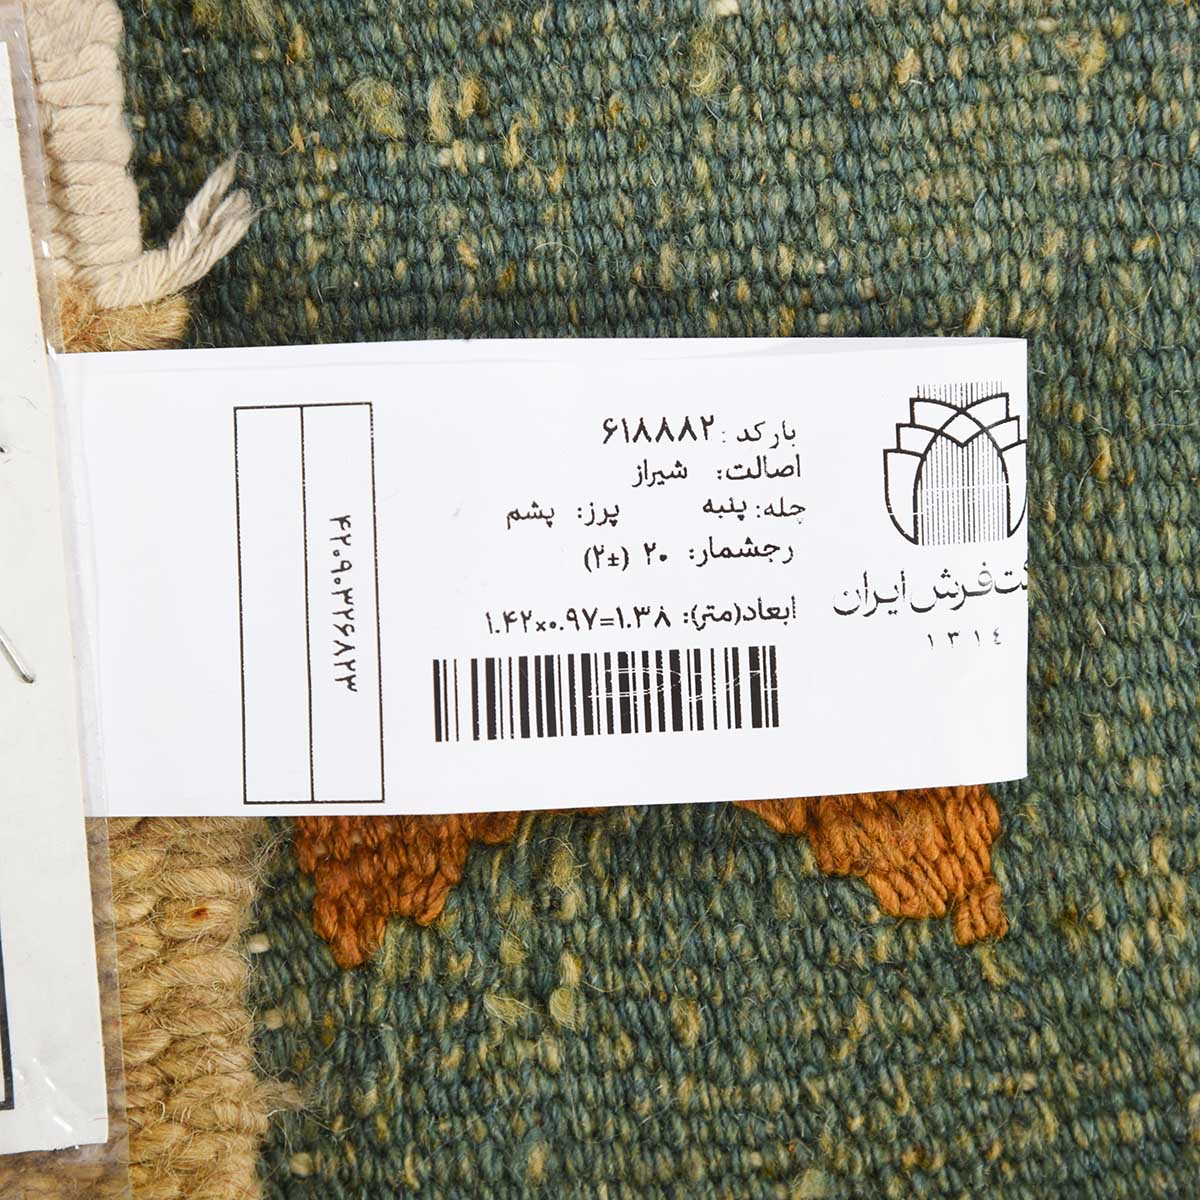 بارکد : ۶۱۸۸۸۲
اصالت: شیراز
چله: پنبه پرز: پشم
رجشمار: ۲۰ (±۲)
ابعاد(متر): ۱.۳۸=۰.۹۷×۱.۴۲
فرش ایران
۱۳۱٤
۴۲۰۹۰۳۲۶۸۲۳